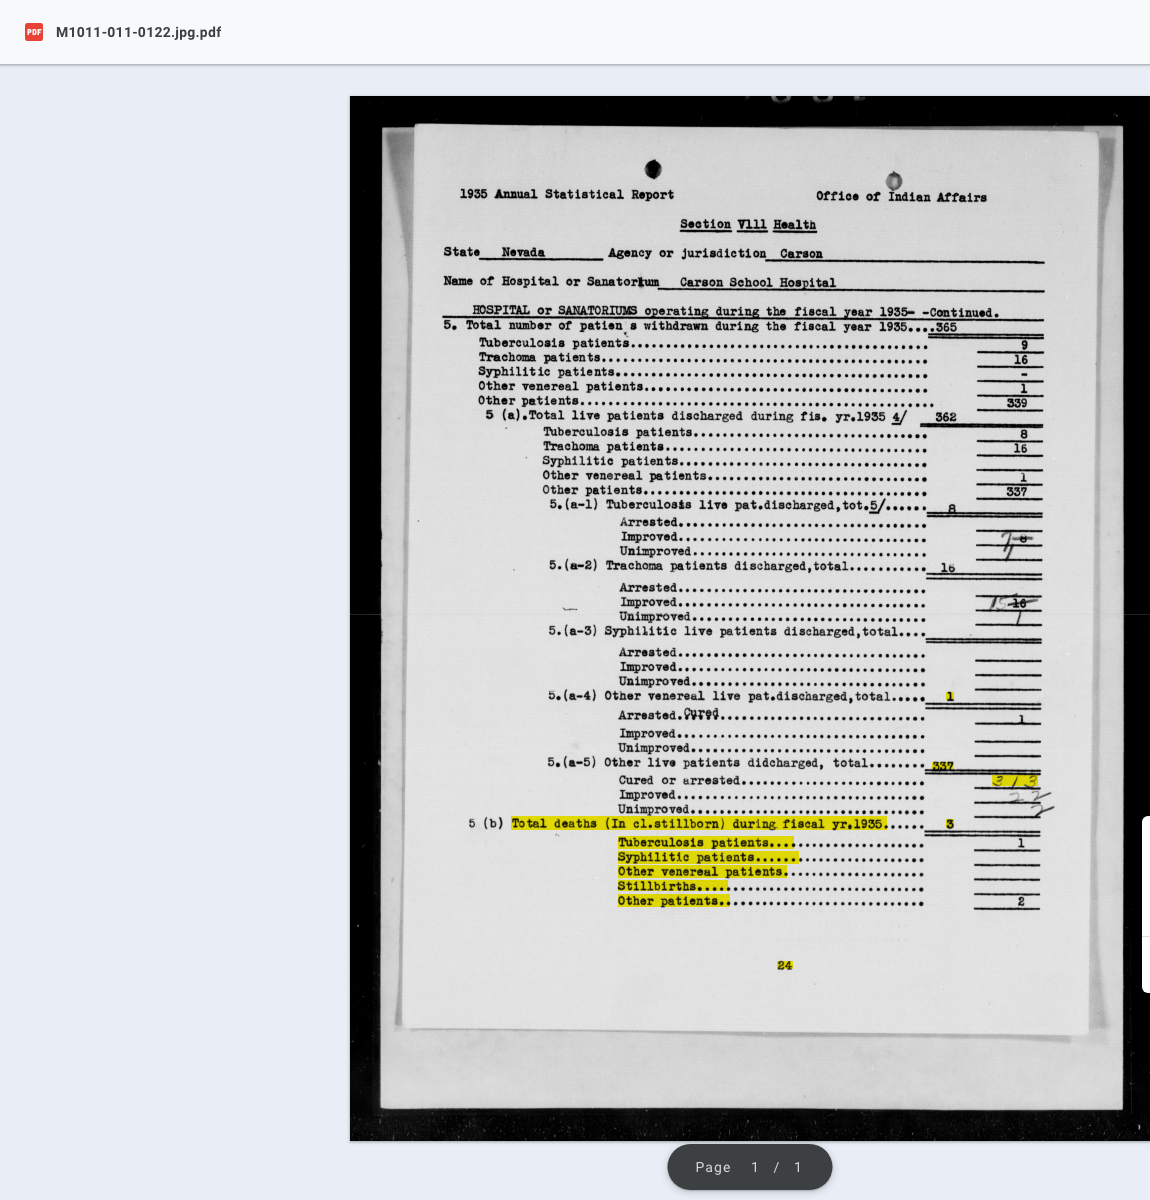 PDF M1011-011-0122.jpg.pdf
1935 Annual Statistical Report Office of Indian Affairs
Section V111 Health
State Nevada Agency or jurisdiction Carson
Name of Hospital or Sanatorium Carson School Hospital
HOSPITAL or SANATORIUMS operating during the fiscal year 1935- -Continued.
5. Total number of patien s withdrawn during the fiscal year 1935....365
Tuberculosis patients........................................ 9
Trachoma patients........................................ 16
Syphilitic patients........................................ -
Other venereal patients........................................ 1
Other patients........................................ 339
5 (a).Total live patients discharged during fis. yr.1935 4/ 362
Tuberculosis patients................................ 8
Trachoma patients................................ 16
Syphilitic patients................................
Other venereal patients............................... 1
Other patients................................ 337
5.(a-1) Tuberculosis live pat.discharged,tot.5/...... 8
Arrested..................................
Improved.................................. 7 8
Unimproved................................
5.(a-2) Trachoma patients discharged,total........... 16
Arrested..................................
Improved.................................. 15 16
Unimproved................................ 1
5.(a-3) Syphilitic live patients discharged,total....
Arrested..................................
Improved..................................
Unimproved................................
5.(a-4) Other venereal live pat.discharged,total..... 1
Arrested.Cured............................ 1
Improved..................................
Unimproved................................
5.(a-5) Other live patients didcharged, total....... 337
Cured or arrested......................... 313
Improved.................................. 22
Unimproved................................ 2
5 (b) Total deaths (In cl.stillborn) during fiscal yr.1935..... 3
Tuberculosis patients..................... 1
Syphilitic patients.......................
Other venereal patients...................
Stillbirths...............................
Other patients............................ 2
24
Page 1 / 1